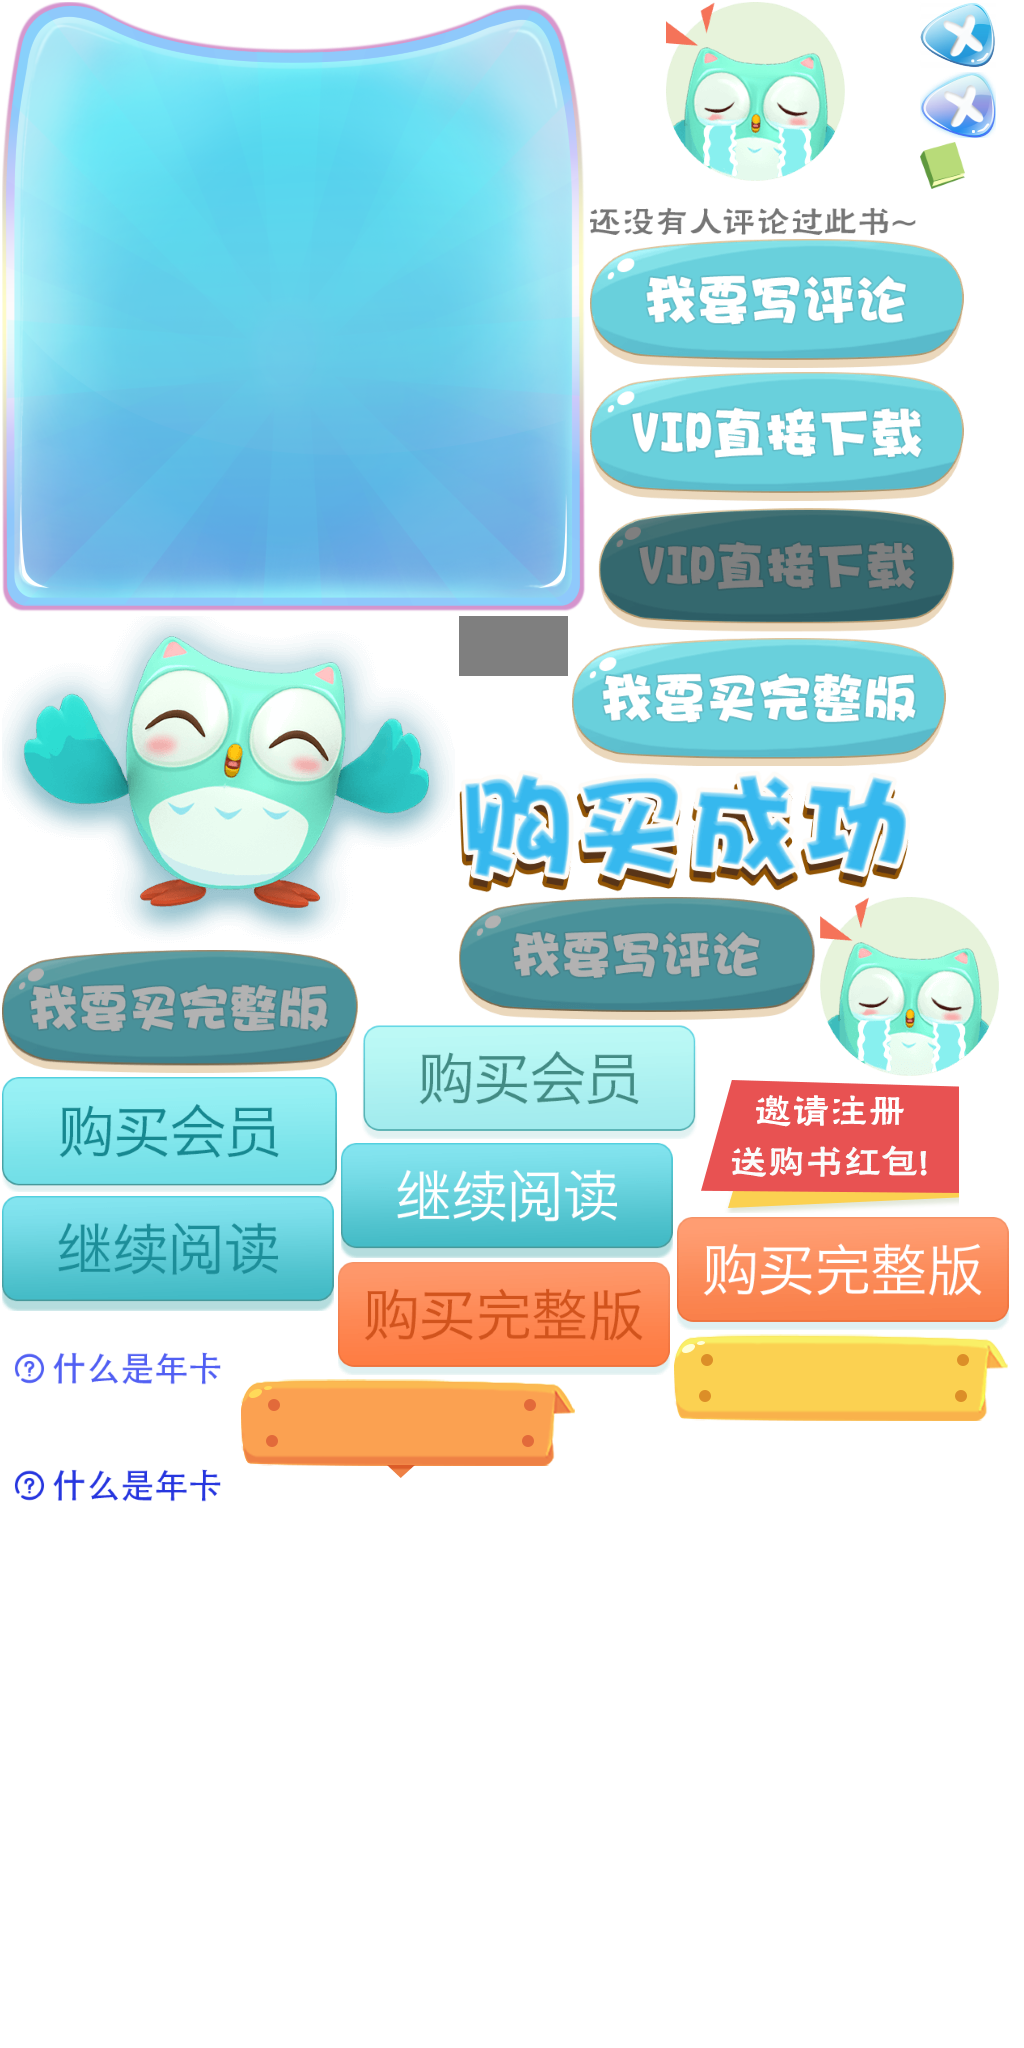 还没有人评论过此书~
我要写评论
VIP直接下载
VIP直接下载
我要买完整版
购买成功
我要写评论
我要买完整版
购买会员
购买会员
邀请注册
送购书红包!
继续阅读
继续阅读
购买完整版
购买完整版
?什么是年卡
?什么是年卡